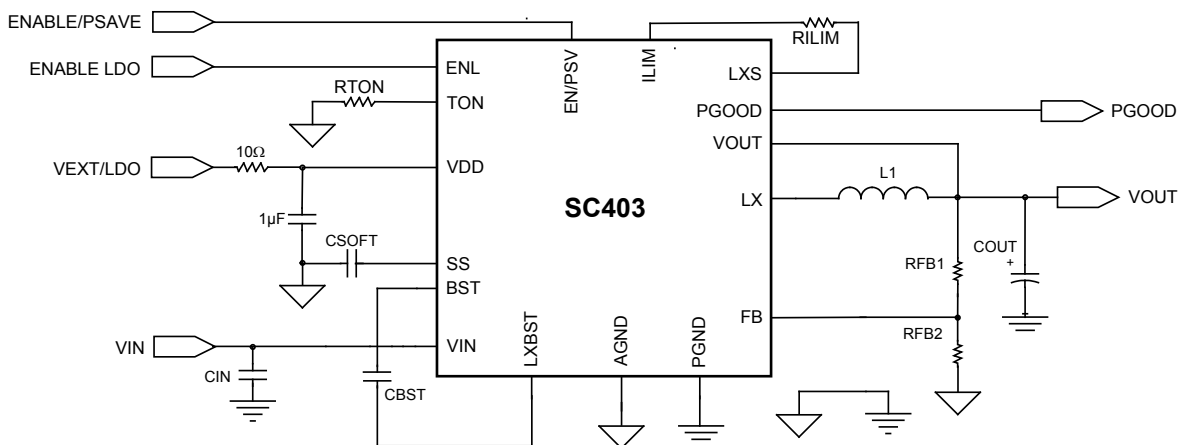 ENABLE/PSAVE
ENABLE LDO
VEXT/LDO
VIN
RTON
10Ω
1µF
CSOFT
CIN
CBST
ENL
TON
VDD
SS
BST
VIN
EN/PSV
ILIM
LXBST
AGND
PGND
SC403
LXS
PGOOD
VOUT
LX
FB
RILIM
L1
RFB1
COUT
+
RFB2
PGOOD
VOUT